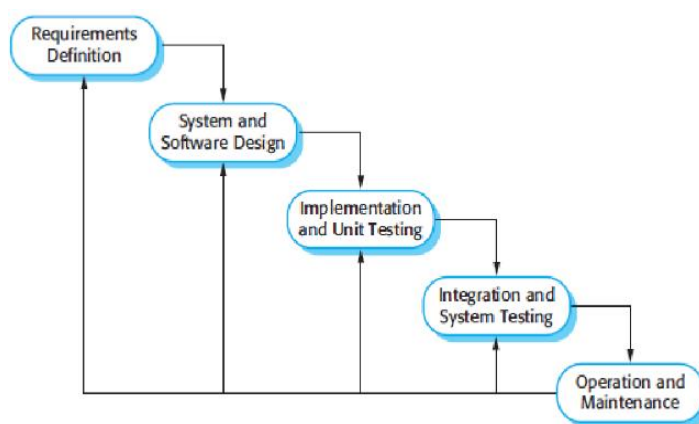 Requirements
Definition
System and
Software Design
Implementation
and Unit Testing
Integration and
System Testing
Operation and
Maintenance